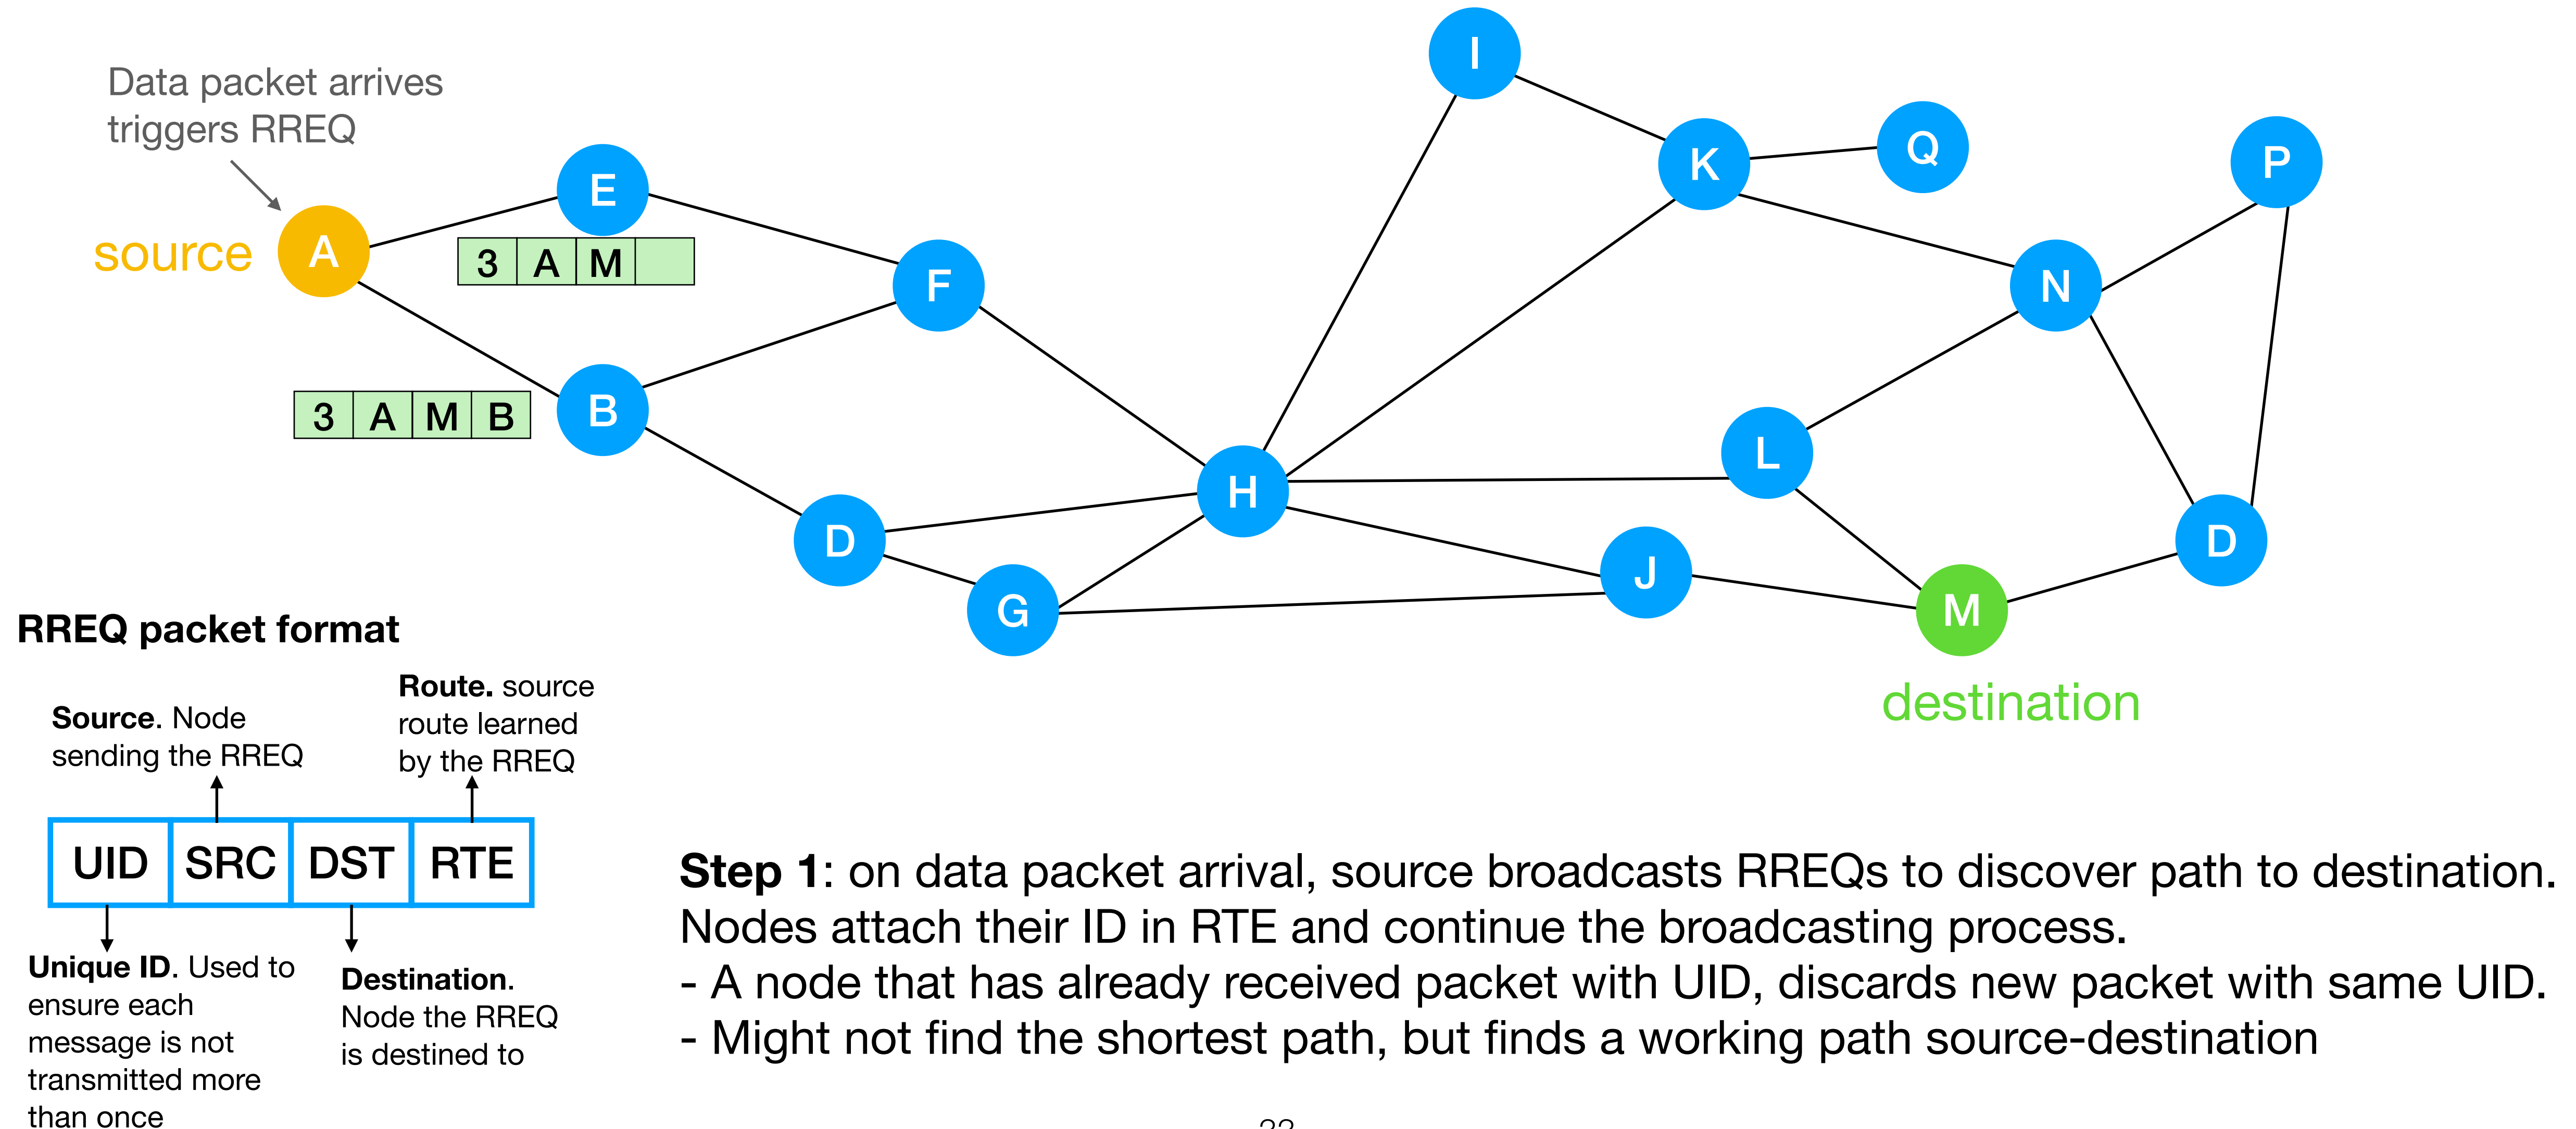 Data packet arrives
triggers RREQ
source
A
E
3 A M
B
3 A M B
F
D
G
H
I
K
Q
P
N
L
J
M
D
destination
RREQ packet format
Source. Node
sending the RREQ
Route. source
route learned
by the RREQ
UID SRC DST RTE
Unique ID. Used to
ensure each
message is not
transmitted more
than once
Destination.
Node the RREQ
is destined to
Step 1: on data packet arrival, source broadcasts RREQs to discover path to destination.
Nodes attach their ID in RTE and continue the broadcasting process.
- A node that has already received packet with UID, discards new packet with same UID.
- Might not find the shortest path, but finds a working path source-destination